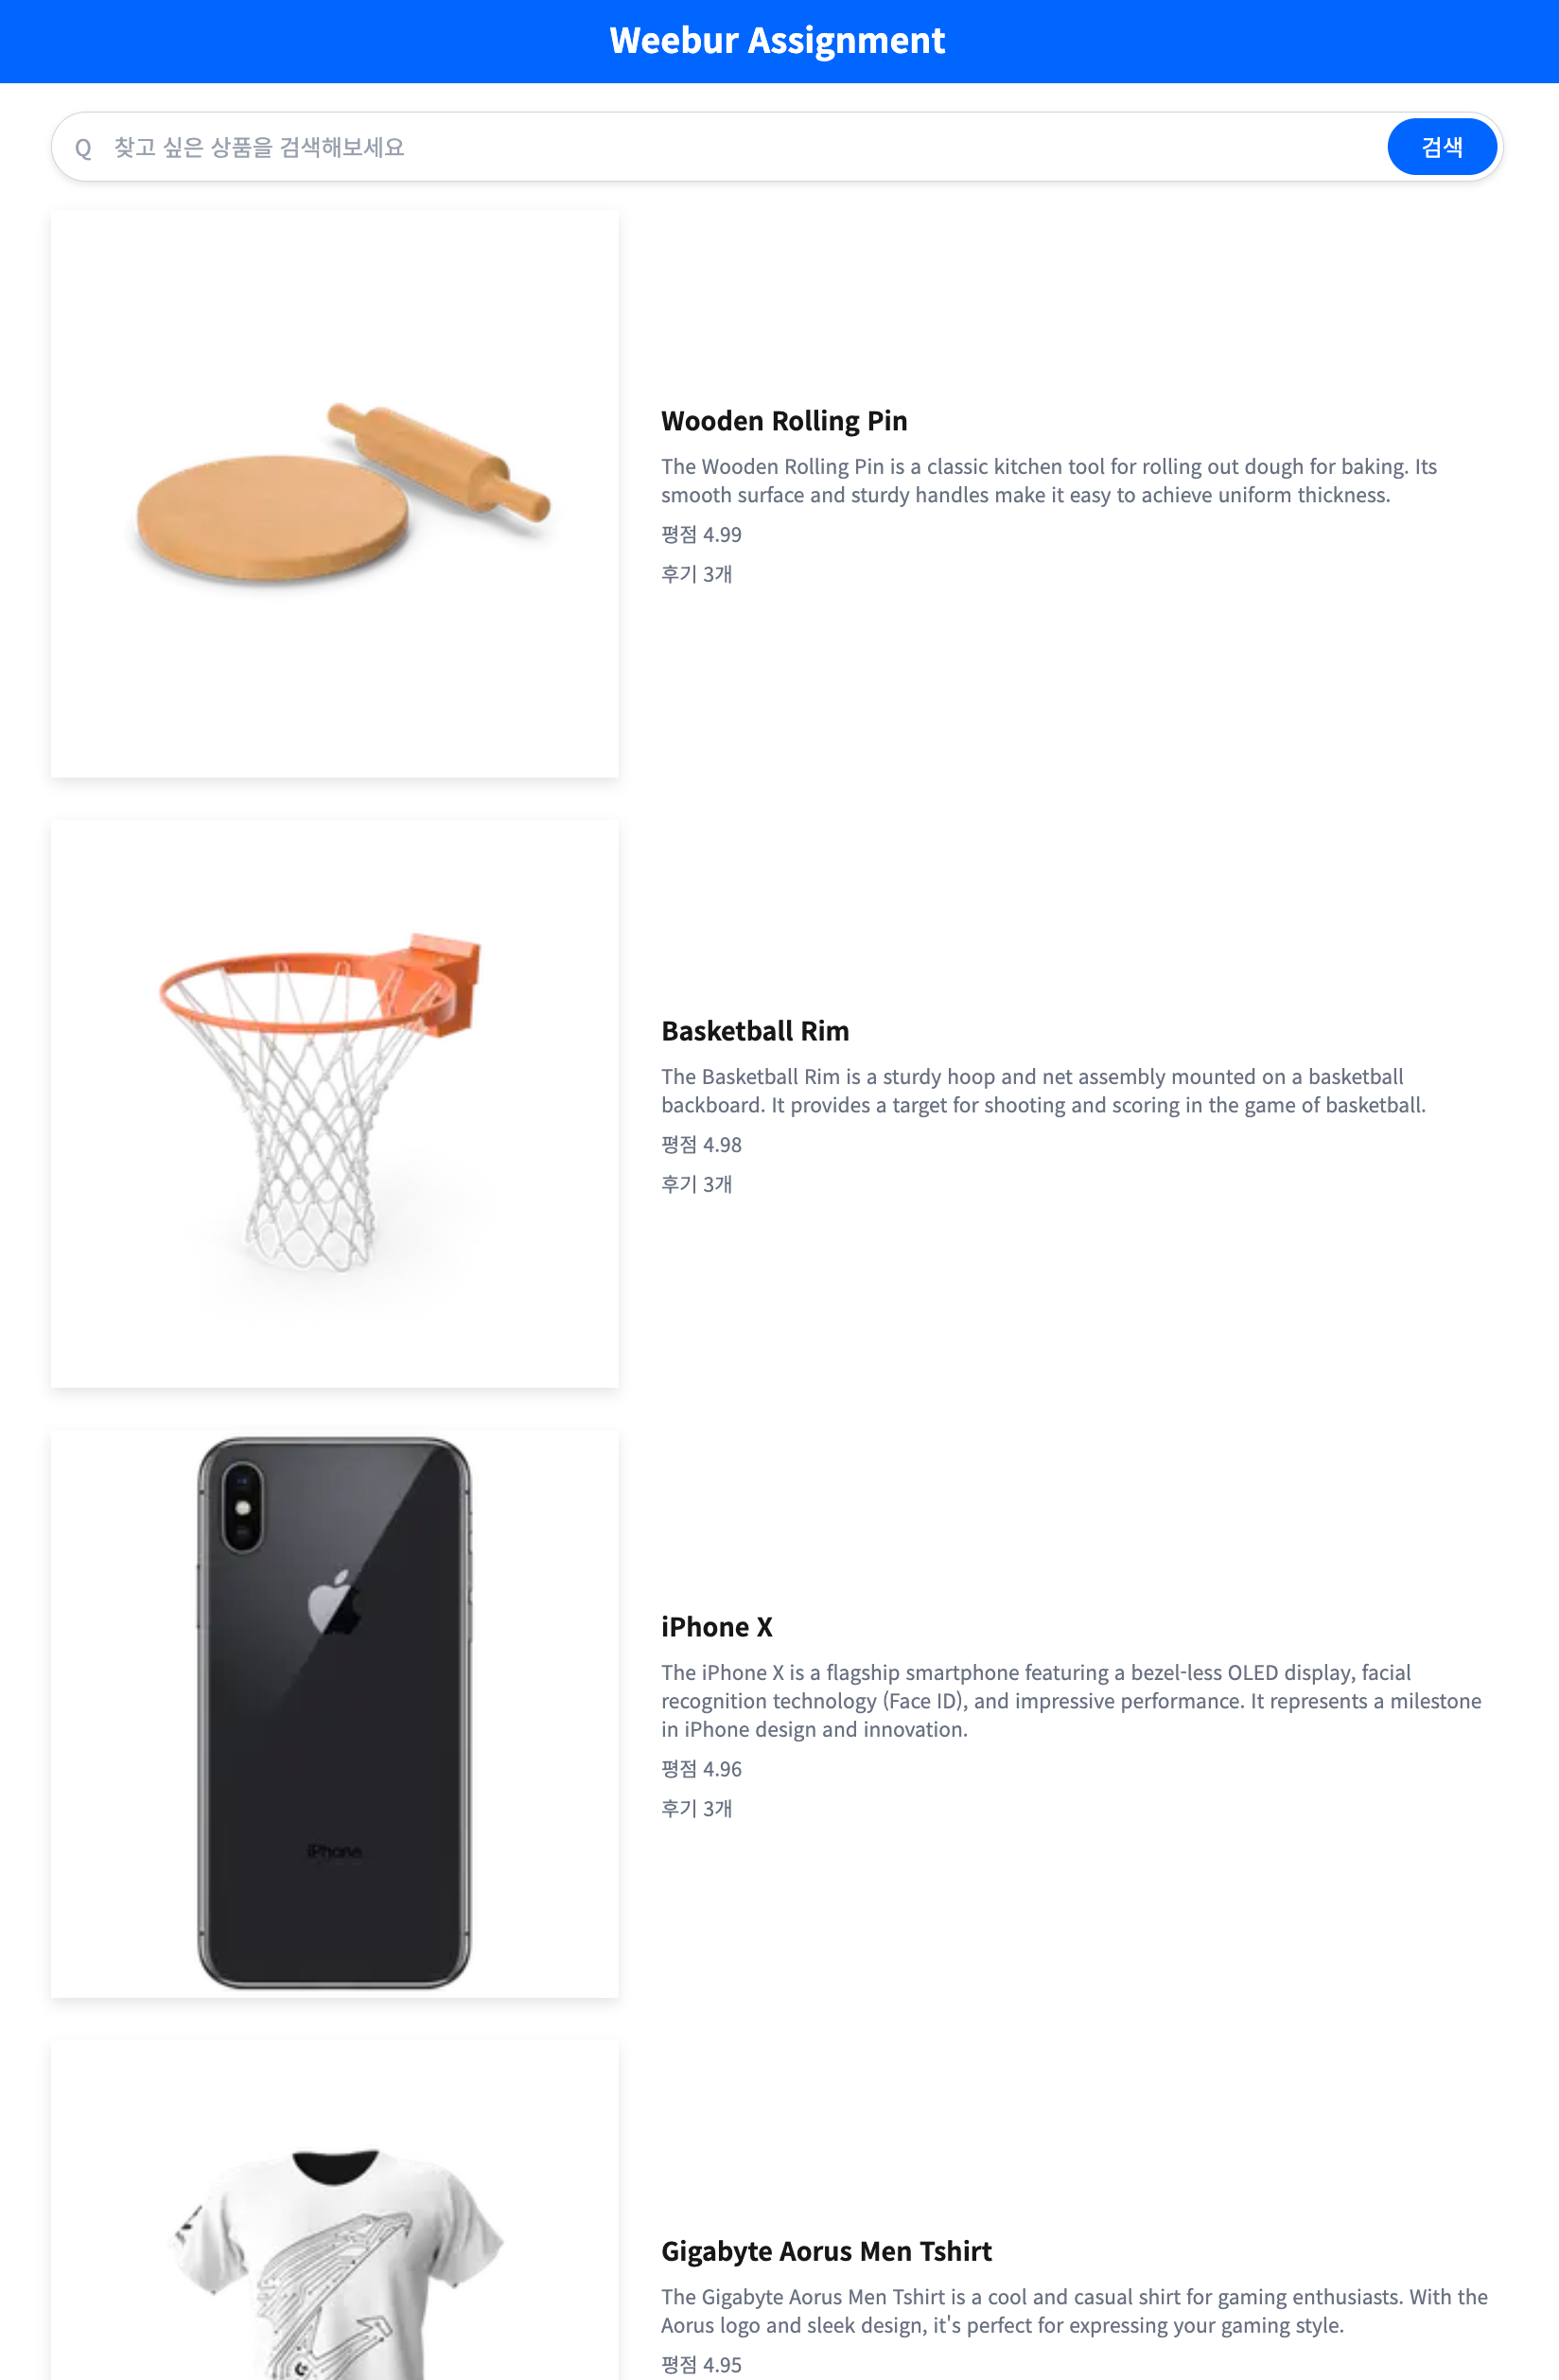 Weebur Assignment
Q 찾고 싶은 상품을 검색해보세요 검색
Wooden Rolling Pin
The Wooden Rolling Pin is a classic kitchen tool for rolling out dough for baking. Its
smooth surface and sturdy handles make it easy to achieve uniform thickness.
평점 4.99
후기 3개
Basketball Rim
The Basketball Rim is a sturdy hoop and net assembly mounted on a basketball
backboard. It provides a target for shooting and scoring in the game of basketball.
평점 4.98
후기 3개
iPhone
iPhone X
The iPhone X is a flagship smartphone featuring a bezel-less OLED display, facial
recognition technology (Face ID), and impressive performance. It represents a milestone
in iPhone design and innovation.
평점 4.96
후기 3개
Gigabyte Aorus Men Tshirt
The Gigabyte Aorus Men Tshirt is a cool and casual shirt for gaming enthusiasts. With the
Aorus logo and sleek design, it's perfect for expressing your gaming style.
평점 4.95